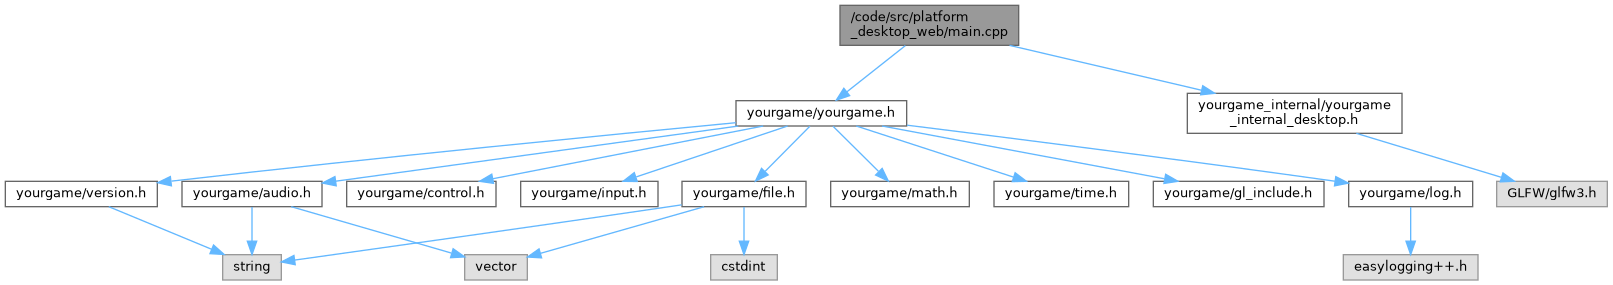 /code/src/platform
_desktop_web/main.cpp
yourgame/yourgame.h
yourgame_internal/yourgame
_internal_desktop.h
yourgame/version.h
yourgame/audio.h
yourgame/control.h
yourgame/input.h
yourgame/file.h
yourgame/math.h
yourgame/time.h
yourgame/gl_include.h
yourgame/log.h
GLFW/glfw3.h
string
vector
cstdint
easylogging++.h